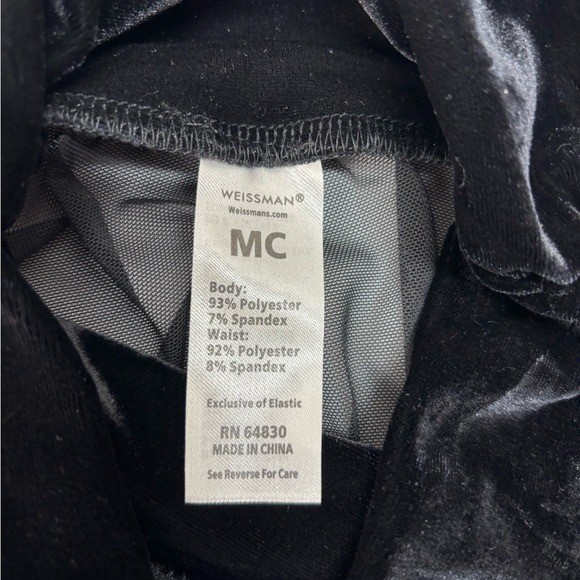 WEISSMAN®
Weissmans.com
MC
Body:
93% Polyester
7% Spandex
Waist:
92% Polyester
8% Spandex
Exclusive of Elastic
RN 64830
MADE IN CHINA
See Reverse For Care